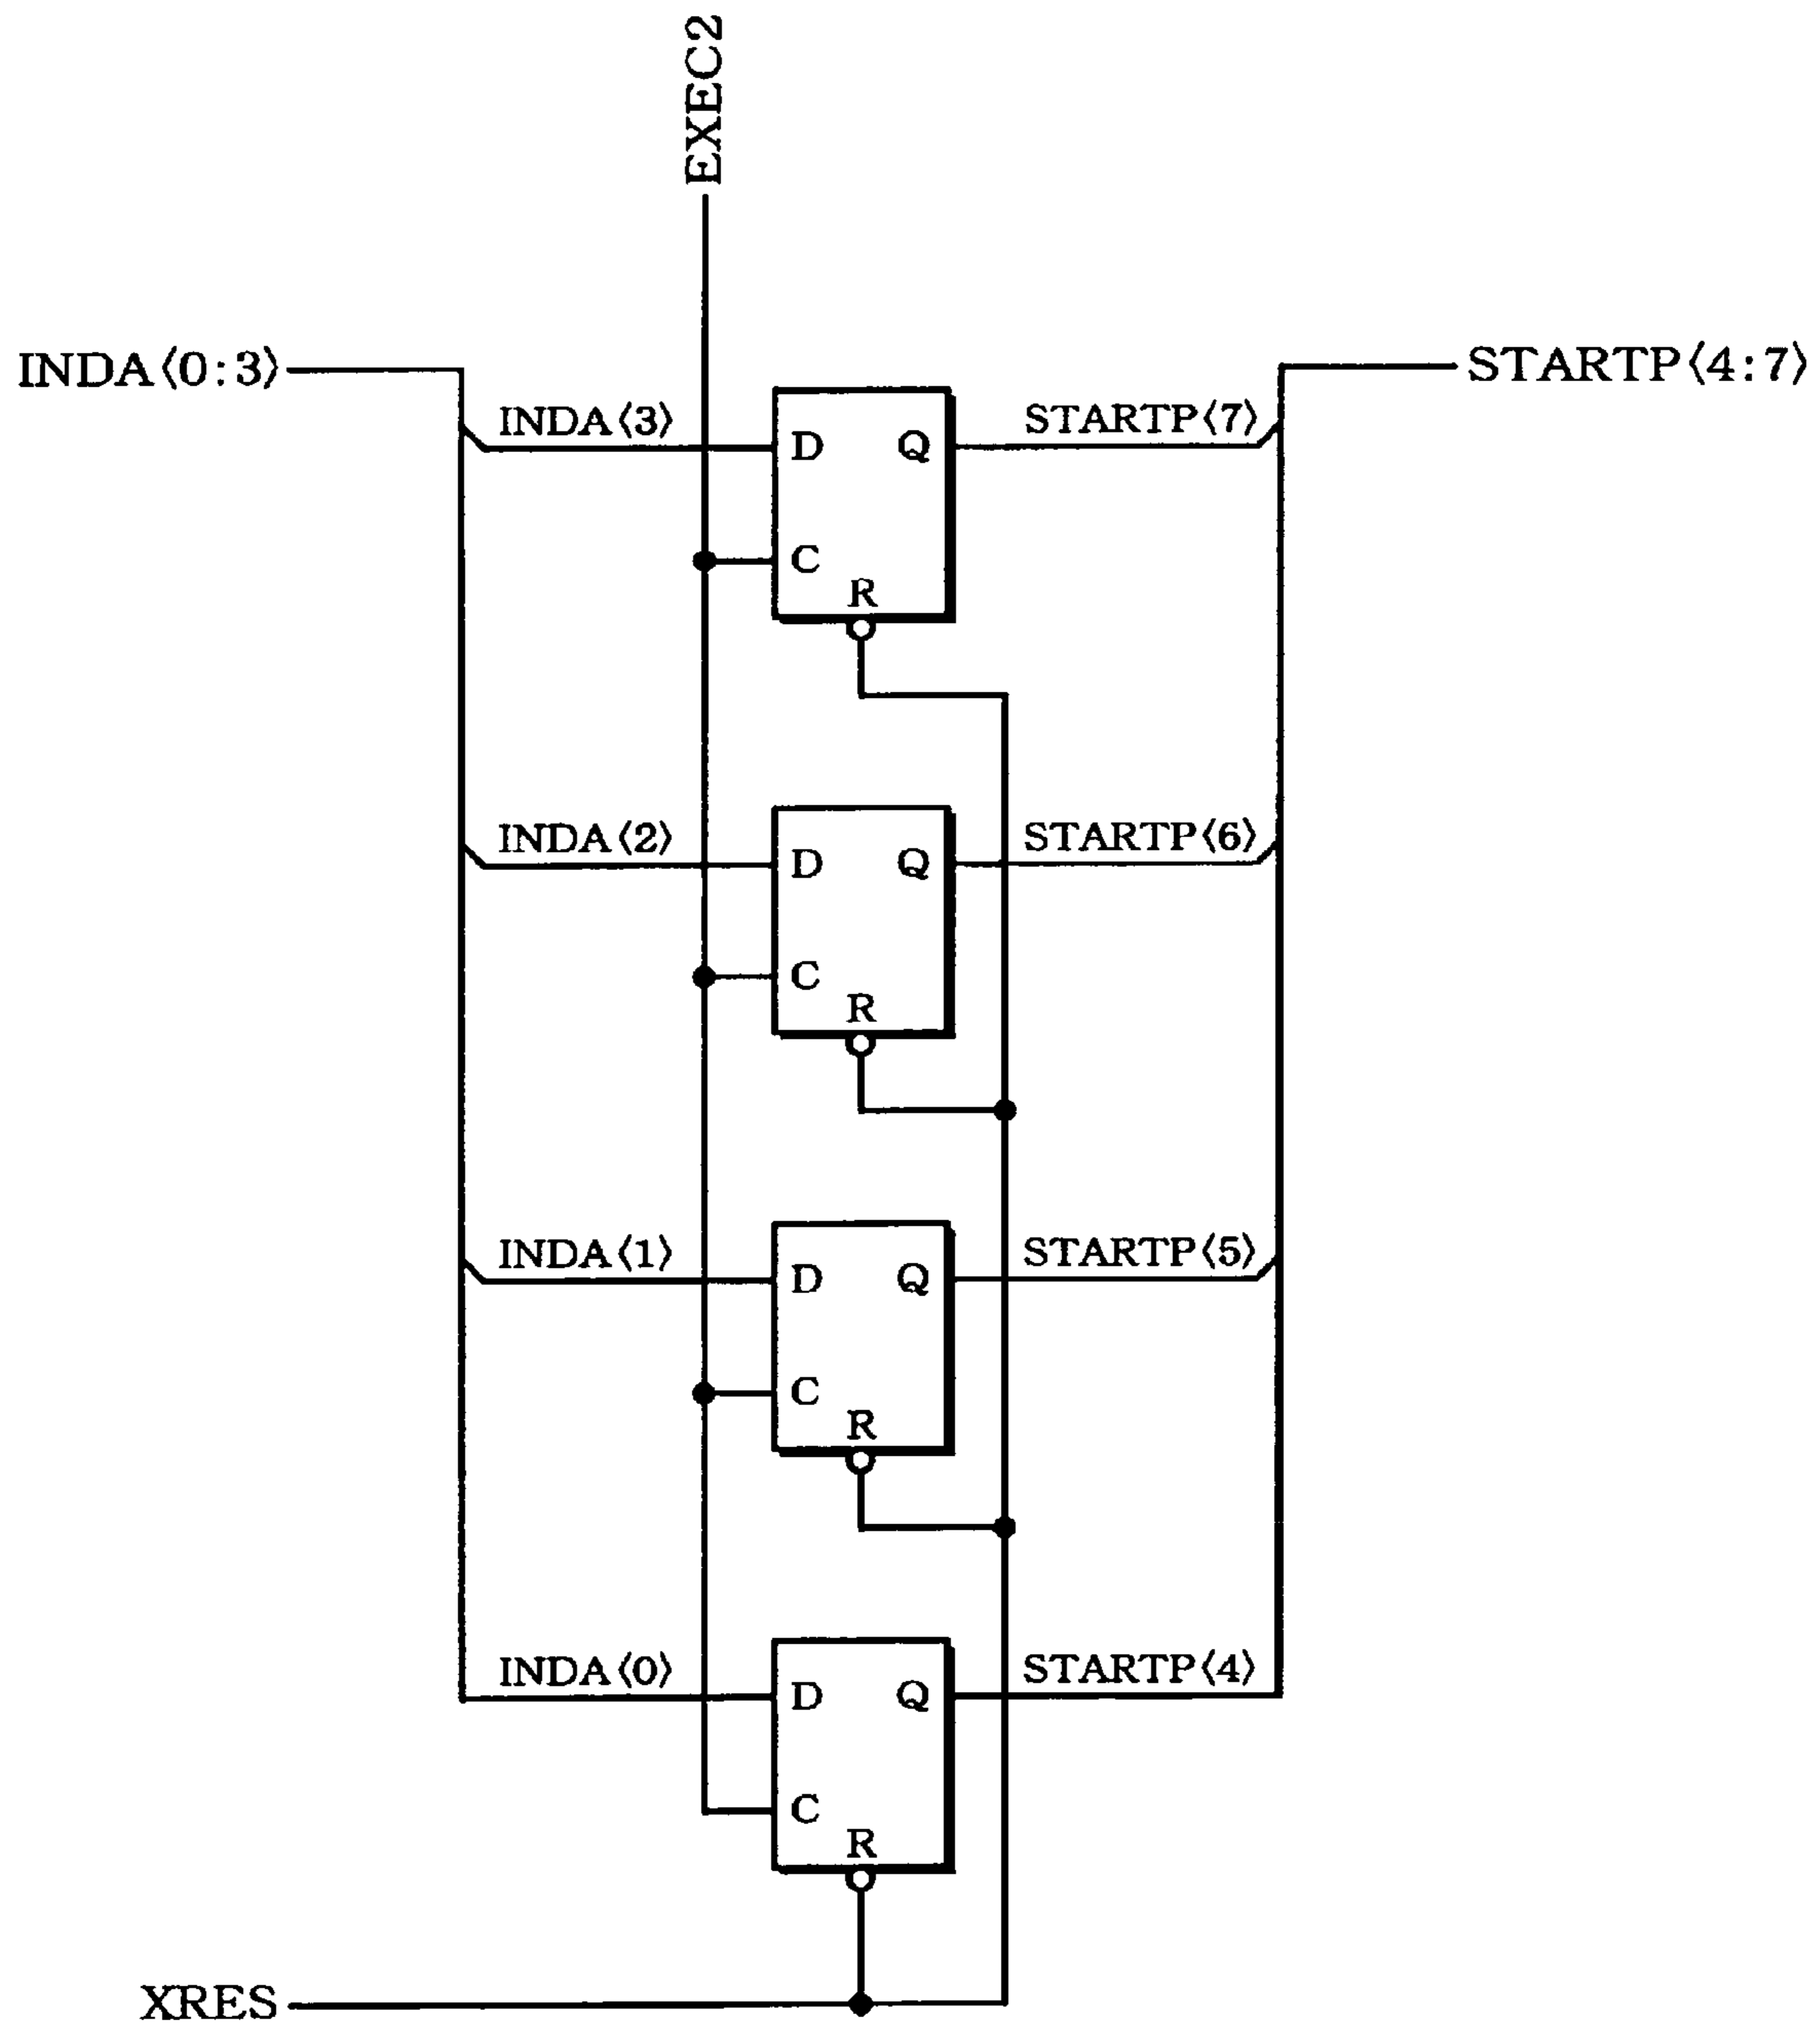 EXEC2
INDA⟨0:3⟩
STARTP⟨4:7⟩
INDA⟨3⟩
STARTP⟨7⟩
D
Q
C
R
INDA⟨2⟩
STARTP⟨6⟩
D
Q
C
R
INDA⟨1⟩
STARTP⟨5⟩
D
Q
C
R
INDA⟨0⟩
STARTP⟨4⟩
D
Q
C
R
XRES